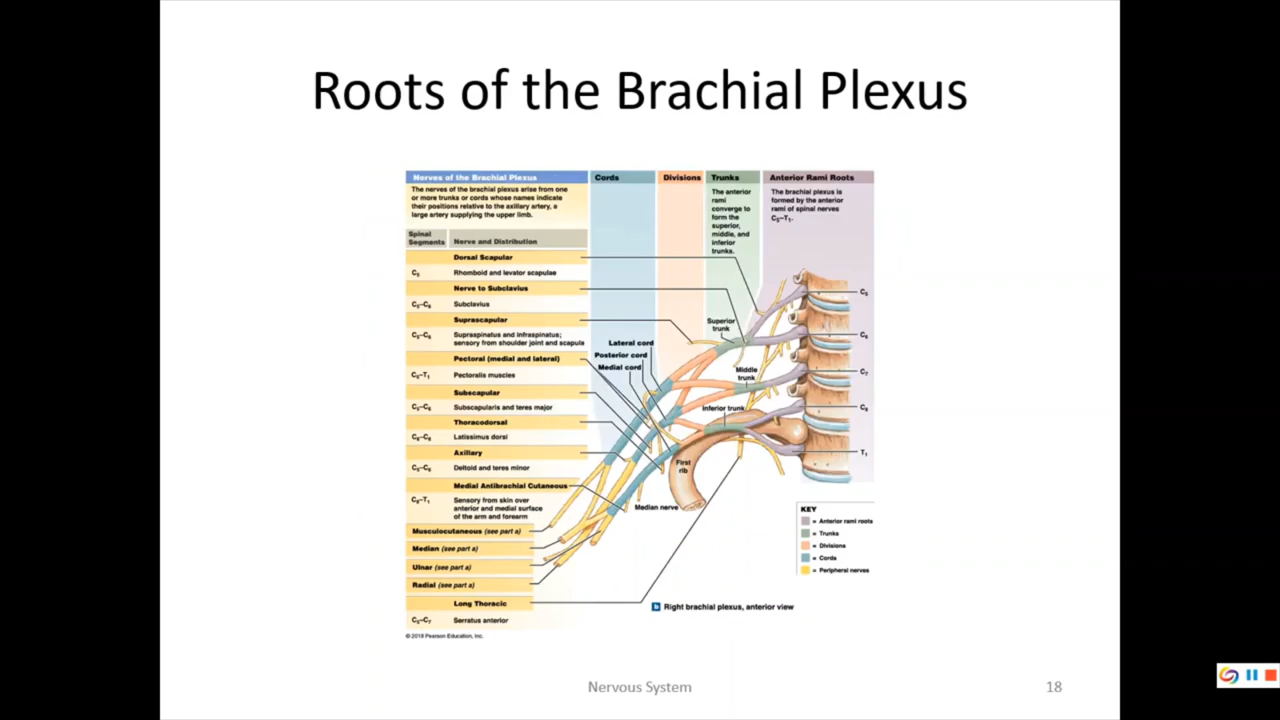 Roots of the Brachial Plexus
Nerves of the Brachial Plexus
The nerves of the brachial plexus arise from one
or more trunks or cords whose names indicate
their positions relative to the axillary artery, a
large artery supplying the upper limb.
Spinal
Segments
Nerve and Distribution
Dorsal Scapular
C5 Rhomboid and levator scapulae
Nerve to Subclavius
C5–C6 Subclavius
Suprascapular
C5–C6 Supraspinatus and infraspinatus;
sensory from shoulder joint and scapula
Pectoral (medial and lateral)
C5–T1 Pectoralis muscles
Subscapular
C5–C6 Subscapularis and teres major
Thoracodorsal
C6–C8 Latissimus dorsi
Axillary
C5–C6 Deltoid and teres minor
Medial Antibrachial Cutaneous
C8–T1 Sensory from skin over
anterior and medial surface
of the arm and forearm
Musculocutaneous (see part a)
Median (see part a)
Ulnar (see part a)
Radial (see part a)
Long Thoracic
C5–C7 Serratus anterior
© 2018 Pearson Education, Inc.
Cords
Divisions
Trunks
The anterior
rami
converge to
form the
superior,
middle, and
inferior
trunks.
Anterior Rami Roots
The brachial plexus is
formed by the anterior
rami of spinal nerves
C5–T1.
Superior
trunk
Lateral cord
Posterior cord
Medial cord
Middle
trunk
Inferior trunk
First
rib
Median nerve
C5
C6
C7
C8
T1
KEY
= Anterior rami roots
= Trunks
= Divisions
= Cords
= Peripheral nerves
b Right brachial plexus, anterior view
Nervous System
18